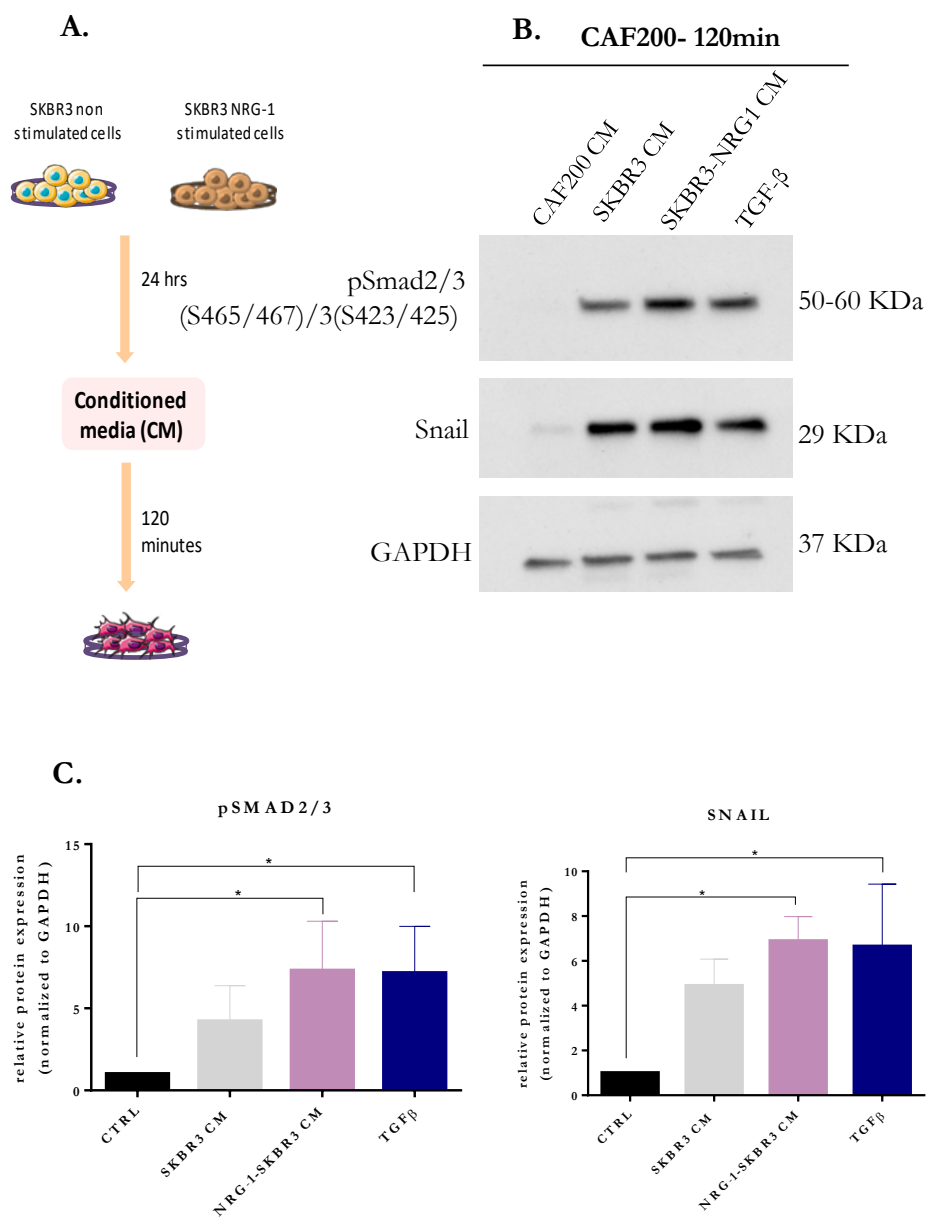 A.
SKBR3 non
stimulated cells
SKBR3 NRG-1
stimulated cells
24 hrs
Conditioned
media (CM)
120
minutes
B.
CAF200- 120min
CAF200 CM
SKBR3 CM
SKBR3-NRG1 CM
TGF-β
pSmad2/3
(S465/467)/3(S423/425)
50-60 KDa
Snail
29 KDa
GAPDH
37 KDa
C.
pSMAD2/3
relative protein expression
(normalized to GAPDH)
15
10
5
0
*
*
CTRL
SKBR3 CM
NRG-1-SKBR3 CM
TGFβ
SNAIL
relative protein expression
(normalized to GAPDH)
10
8
6
4
2
0
*
*
CTRL
SKBR3 CM
NRG-1-SKBR3 CM
TGFβ